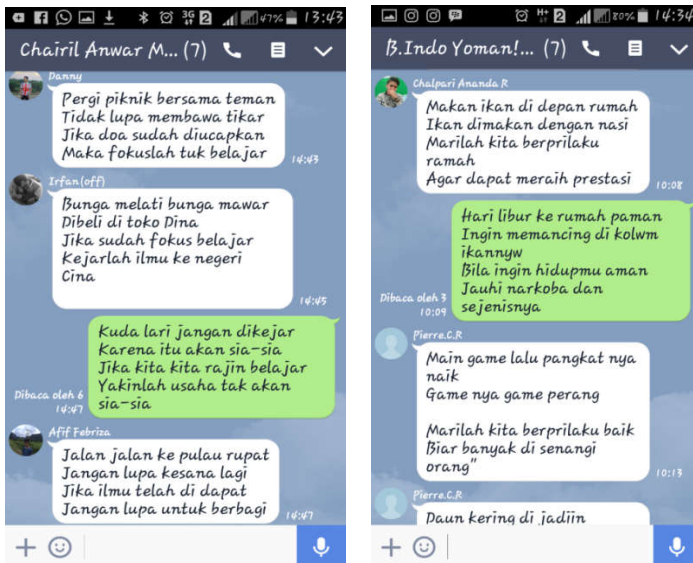 3G 2 47% 13:43
Chairil Anwar M... (7)
Danny
Pergi piknik bersama teman
Tidak lupa membawa tikar
Jika doa sudah diucapkan
Maka fokuslah tuk belajar
14:43
Irfan(off)
Bunga melati bunga mawar
Dibeli di toko Dina
Jika sudah fokus belajar
Kejarlah ilmu ke negeri
Cina
14:45
Kuda lari jangan dikejar
Karena itu akan sia-sia
Jika kita kita rajin belajar
Yakinlah usaha tak akan
sia-sia
Dibaca oleh 6
14:47
Afif Febriza
Jalan jalan ke pulau rupat
Jangan lupa kesana lagi
Jika ilmu telah di dapat
Jangan lupa untuk berbagi
14:47
H+ 2 80% 14:34
B.Indo Yoman!... (7)
Chalpari Ananda R
Makan ikan di depan rumah
Ikan dimakan dengan nasi
Marilah kita berprilaku
ramah
Agar dapat meraih prestasi
10:08
Hari libur ke rumah paman
Ingin memancing di kolwm
ikannyw
Bila ingin hidupmu aman
Jauhi narkoba dan
sejenisnya
Dibaca oleh 3
10:09
Pierre.C.R
Main game lalu pangkat nya
naik
Game nya game perang
Marilah kita berprilaku baik
Biar banyak di senangi
orang"
10:13
Pierre.C.R
Daun kering di jadiin